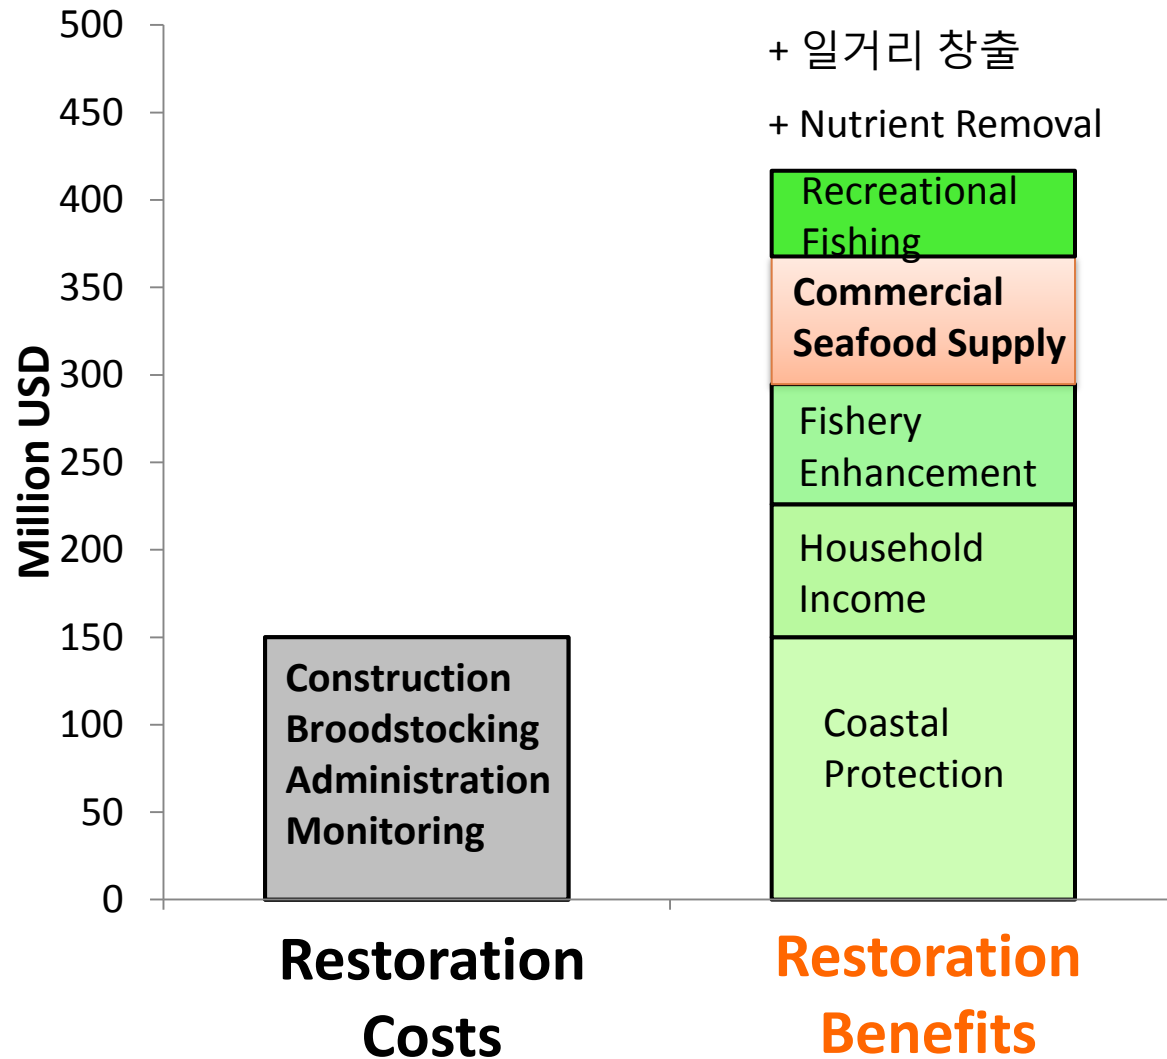 Million USD
500
450
400
350
300
250
200
150
100
50
0
+ 일거리 창출
+ Nutrient Removal
Recreational
Fishing
Commercial
Seafood Supply
Fishery
Enhancement
Household
Income
Coastal
Protection
Construction
Broodstocking
Administration
Monitoring
Restoration
Costs
Restoration
Benefits